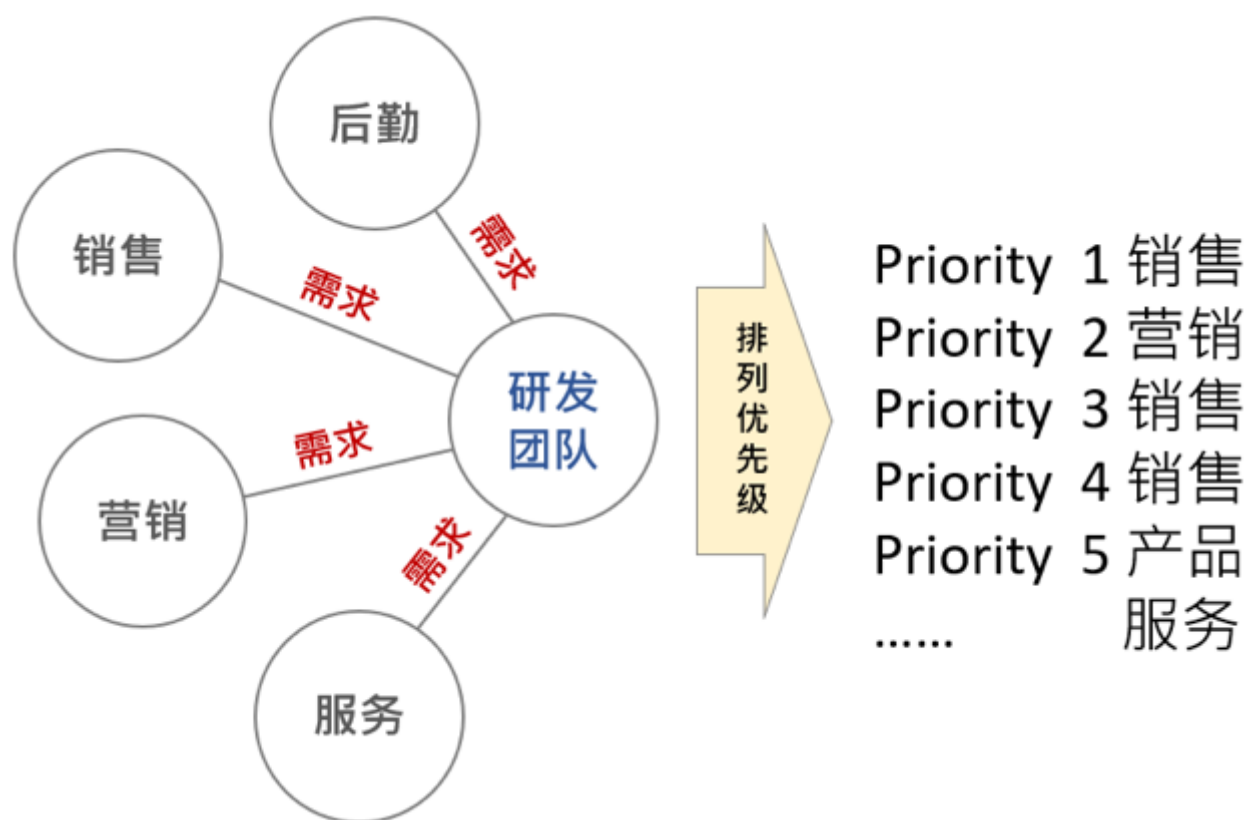 后勤
销售
需求
需求
研发
团队
需求
营销
需求
服务
排列优先级
Priority 1 销售
Priority 2 营销
Priority 3 销售
Priority 4 销售
Priority 5 产品
…… 服务